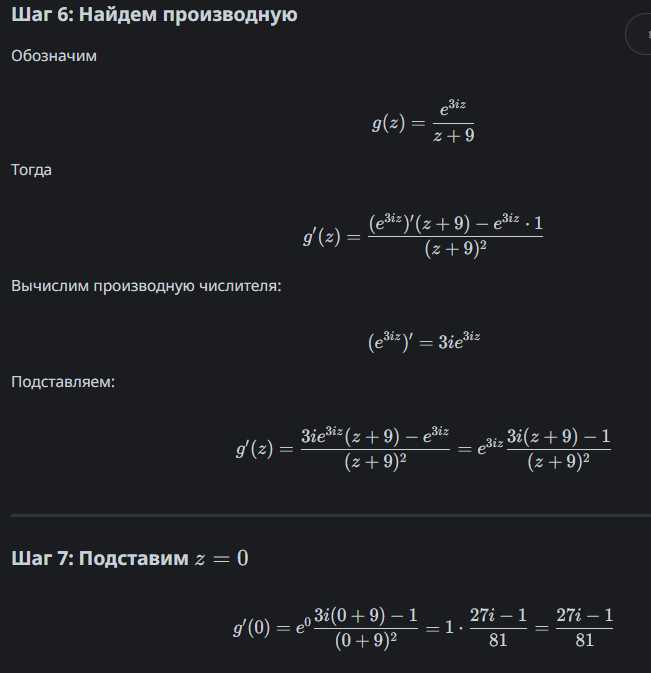 Шаг 6: Найдем производную
Обозначим
g(z) = \frac{e^{3iz}}{z + 9}
Тогда
g'(z) = \frac{(e^{3iz})'(z + 9) − e^{3iz} · 1}{(z + 9)^2}
Вычислим производную числителя:
(e^{3iz})' = 3ie^{3iz}
Подставляем:
g'(z) = \frac{3ie^{3iz}(z + 9) − e^{3iz}}{(z + 9)^2} = e^{3iz} \frac{3i(z + 9) − 1}{(z + 9)^2}
Шаг 7: Подставим z = 0
g'(0) = e^0 \frac{3i(0 + 9) − 1}{(0 + 9)^2} = 1 · \frac{27i − 1}{81} = \frac{27i − 1}{81}